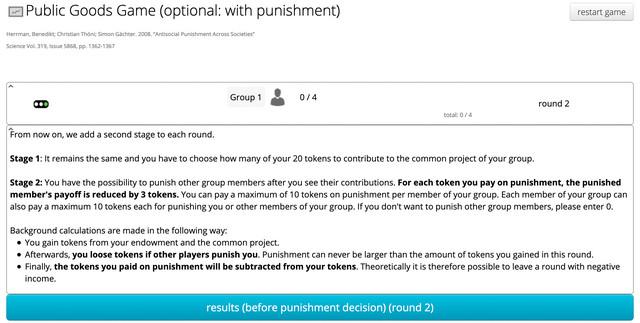 Public Goods Game (optional: with punishment)
restart game
Herrman, Benedikt; Christian Thöni; Simon Gächter. 2008. "Antisocial Punishment Across Societies"
Science Vol. 319, Issue 5868, pp. 1362-1367
Group 1
0 / 4
total: 0 / 4
round 2
From now on, we add a second stage to each round.
Stage 1: It remains the same and you have to choose how many of your 20 tokens to contribute to the common project of your group.
Stage 2: You have the possibility to punish other group members after you see their contributions. For each token you pay on punishment, the punished
member's payoff is reduced by 3 tokens. You can pay a maximum of 10 tokens on punishment per member of your group. Each member of your group can
also pay a maximum 10 tokens each for punishing you or other members of your group. If you don't want to punish other group members, please enter 0.
Background calculations are made in the following way:
• You gain tokens from your endowment and the common project.
• Afterwards, you loose tokens if other players punish you. Punishment can never be larger than the amount of tokens you gained in this round.
• Finally, the tokens you paid on punishment will be subtracted from your tokens. Theoretically it is therefore possible to leave a round with negative
income.
results (before punishment decision) (round 2)